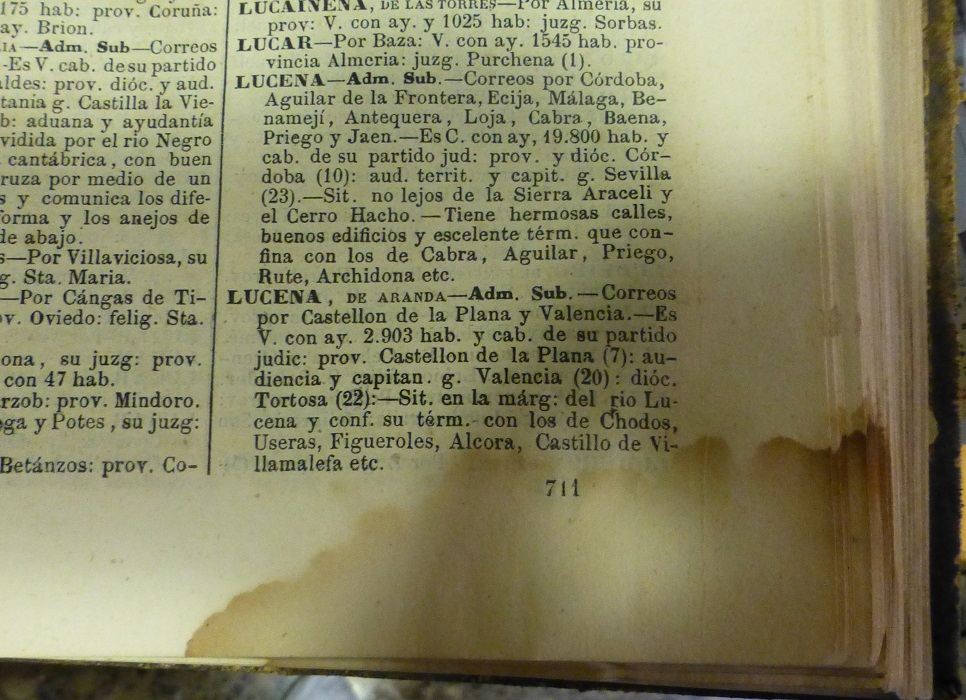 175 hab: prov. Coruña:
ay. Brion.
IA—Adm. Sub—Correos
-Es V. cab. de su partido
aldes: prov. dióc. y aud.
tania g. Castilla la Vie-
b: aduana y ayudantía
vidida por el rio Negro
cantábrica, con buen
ruza por medio de un
s y comunica los dife-
forma y los anejos de
de abajo.
s—Por Villaviciosa, su
g. Sta. Maria.
—Por Cángas de Ti-
ov. Oviedo: felig. Sta.
ona, su juzg: prov.
con 47 hab.
rzob: prov. Mindoro.
ega y Potes, su juzg:
Betánzos: prov. Co-
LUCAINENA, DE LAS TORRES—Por Almeria, su
prov: V. con ay. y 1025 hab: juzg. Sorbas.
LUCAR—Por Baza: V. con ay. 1545 hab. pro-
vincia Almeria: juzg. Purchena (1).
LUCENA—Adm. Sub.—Correos por Córdoba,
Aguilar de la Frontera, Ecija, Málaga, Be-
namejí, Antequera, Loja, Cabra, Baena,
Priego y Jaen.—Es C. con ay, 19.800 hab. y
cab. de su partido jud: prov. y dióc. Cór-
doba (10): aud. territ. y capit. g. Sevilla
(23).—Sit. no lejos de la Sierra Araceli y
el Cerro Hacho.—Tiene hermosas calles,
buenos edificios y escelente térm. que con-
fina con los de Cabra, Aguilar, Priego,
Rute, Archidona etc.
LUCENA, DE ARANDA—Adm. Sub.—Correos
por Castellon de la Plana y Valencia.—Es
V. con ay. 2.903 hab. y cab. de su partido
judic: prov. Castellon de la Plana (7): au-
diencia y capitan. g. Valencia (20): dióc.
Tortosa (22):—Sit. en la márg: del rio Lu-
cena y conf. su térm. con los de Chodos,
Useras, Figueroles, Alcora, Castillo de Vi-
llamalefa etc.
711